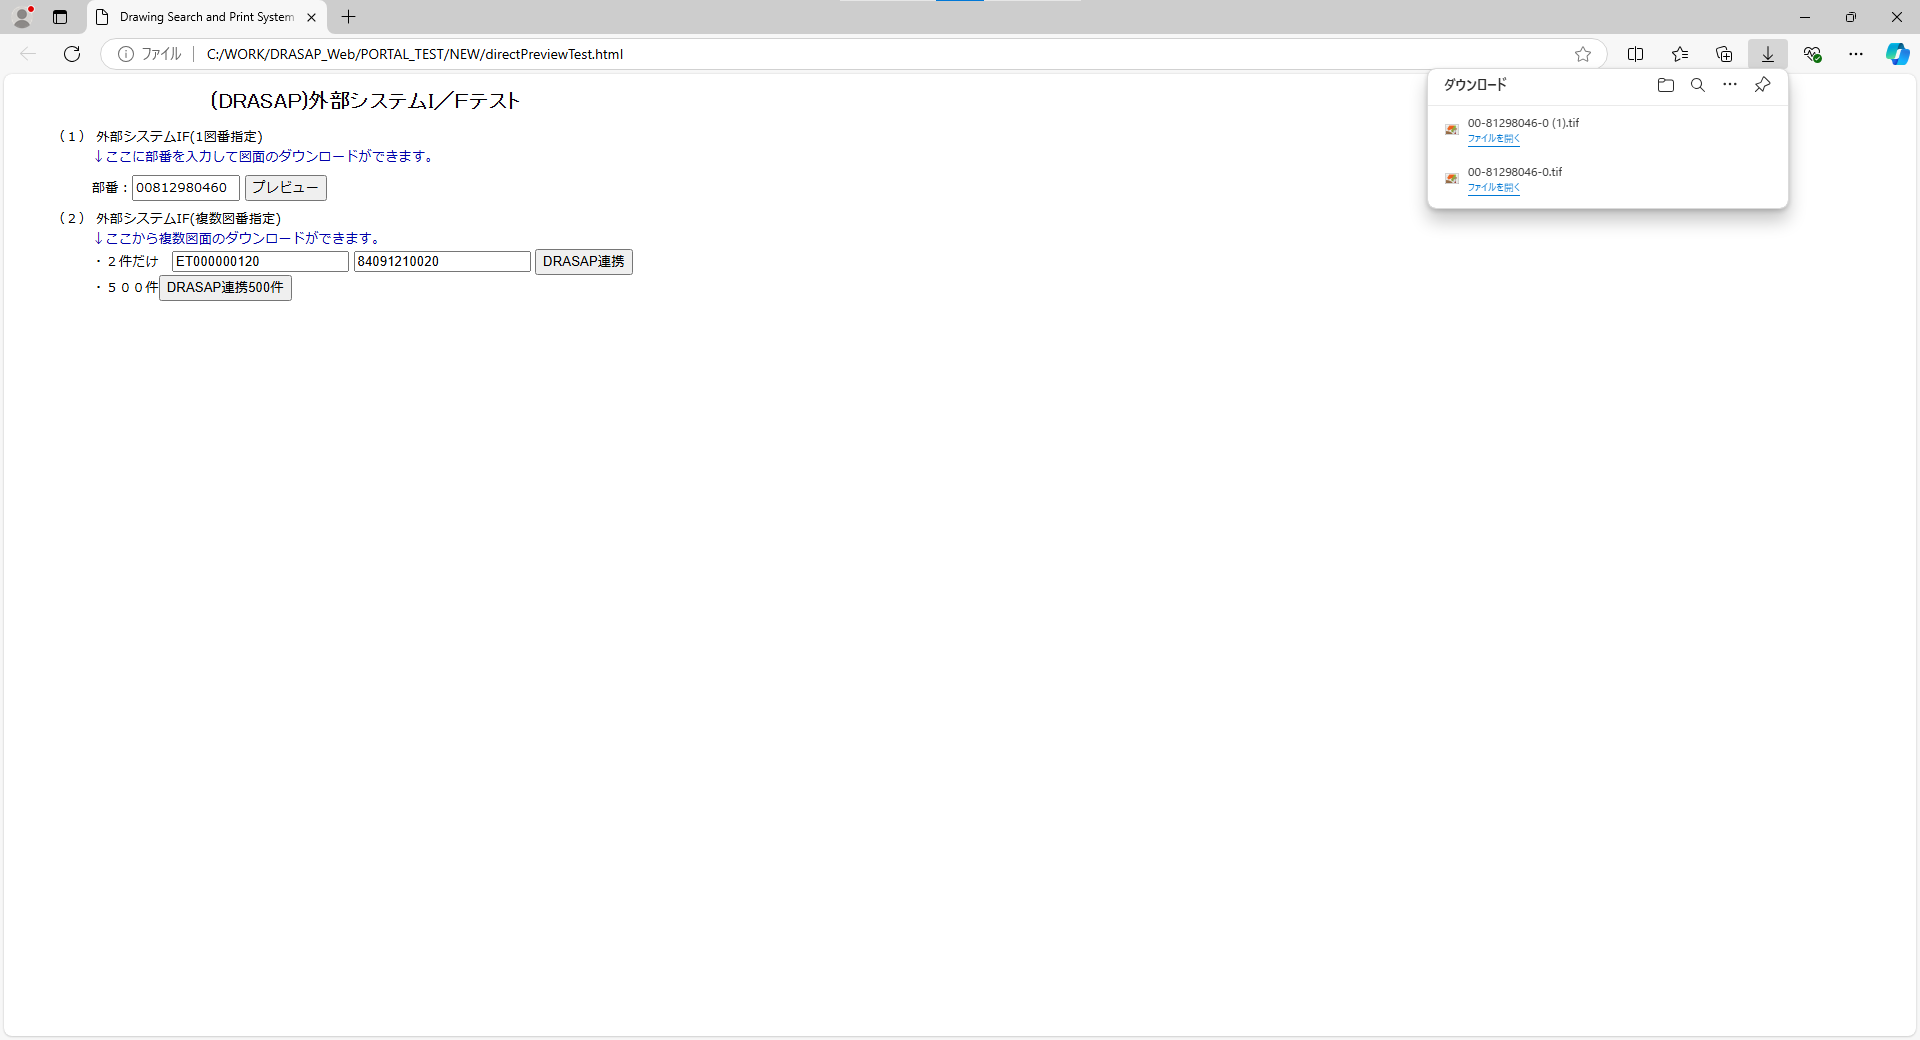 Drawing Search and Print System
ファイル
C:/WORK/DRASAP_Web/PORTAL_TEST/NEW/directPreviewTest.html
ダウンロード
00-81298046-0 (1).tif
ファイルを開く
00-81298046-0.tif
ファイルを開く
(DRASAP)外部システムI／Fテスト
（１） 外部システムIF(1図番指定)
↓ここに部番を入力して図面のダウンロードができます。
部番： 00812980460 プレビュー
（２） 外部システムIF(複数図番指定)
↓ここから複数図面のダウンロードができます。
・２件だけ ET000000120 84091210020 DRASAP連携
・５００件 DRASAP連携500件